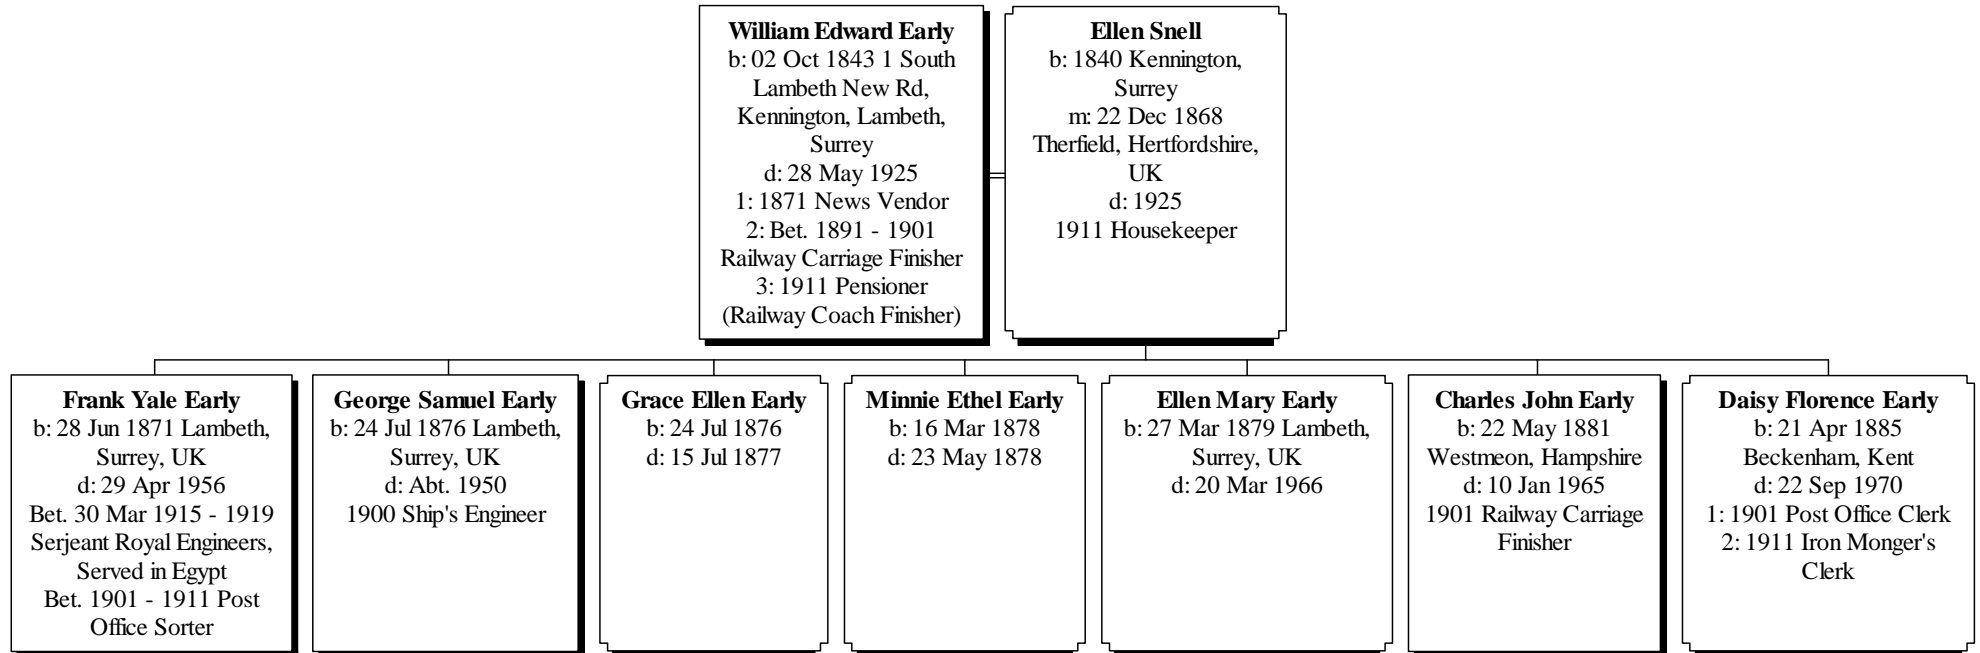 William Edward Early
b: 02 Oct 1843 1 South
Lambeth New Rd,
Kennington, Lambeth,
Surrey
d: 28 May 1925
1: 1871 News Vendor
2: Bet. 1891 - 1901
Railway Carriage Finisher
3: 1911 Pensioner
(Railway Coach Finisher)
Ellen Snell
b: 1840 Kennington,
Surrey
m: 22 Dec 1868
Therfield, Hertfordshire,
UK
d: 1925
1911 Housekeeper
Frank Yale Early
b: 28 Jun 1871 Lambeth,
Surrey, UK
d: 29 Apr 1956
Bet. 30 Mar 1915 - 1919
Serjeant Royal Engineers,
Served in Egypt
Bet. 1901 - 1911 Post
Office Sorter
George Samuel Early
b: 24 Jul 1876 Lambeth,
Surrey, UK
d: Abt. 1950
1900 Ship's Engineer
Grace Ellen Early
b: 24 Jul 1876
d: 15 Jul 1877
Minnie Ethel Early
b: 16 Mar 1878
d: 23 May 1878
Ellen Mary Early
b: 27 Mar 1879 Lambeth,
Surrey, UK
d: 20 Mar 1966
Charles John Early
b: 22 May 1881
Westmeon, Hampshire
d: 10 Jan 1965
1901 Railway Carriage
Finisher
Daisy Florence Early
b: 21 Apr 1885
Beckenham, Kent
d: 22 Sep 1970
1: 1901 Post Office Clerk
2: 1911 Iron Monger's
Clerk